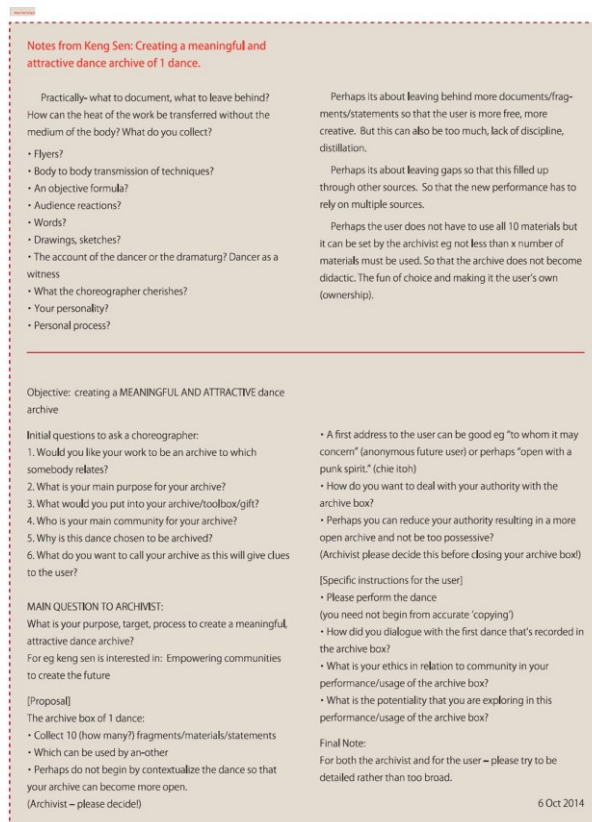 Notes from Keng Sen: Creating a meaningful and
attractive dance archive of 1 dance.
Practically- what to document, what to leave behind?
How can the heat of the work be transferred without the
medium of the body? What do you collect?
• Flyers?
• Body to body transmission of techniques?
• An objective formula?
• Audience reactions?
• Words?
• Drawings, sketches?
• The account of the dancer or the dramaturg? Dancer as a
witness
• What the choreographer cherishes?
• Your personality?
• Personal process?
Perhaps its about leaving behind more documents/frag-
ments/statements so that the user is more free, more
creative. But this can also be too much, lack of discipline,
distillation.
Perhaps its about leaving gaps so that this filled up
through other sources. So that the new performance has to
rely on multiple sources.
Perhaps the user does not have to use all 10 materials but
it can be set by the archivist eg not less than x number of
materials must be used. So that the archive does not become
didactic. The fun of choice and making it the user's own
(ownership).
Objective: creating a MEANINGFUL AND ATTRACTIVE dance
archive
Initial questions to ask a choreographer:
1. Would you like your work to be an archive to which
somebody relates?
2. What is your main purpose for your archive?
3. What would you put into your archive/toolbox/gift?
4. Who is your main community for your archive?
5. Why is this dance chosen to be archived?
6. What do you want to call your archive as this will give clues
to the user?
MAIN QUESTION TO ARCHIVIST:
What is your purpose, target, process to create a meaningful,
attractive dance archive?
For eg keng sen is interested in: Empowering communities
to create the future
[Proposal]
The archive box of 1 dance:
• Collect 10 (how many?) fragments/materials/statements
• Which can be used by an-other
• Perhaps do not begin by contextualize the dance so that
your archive can become more open.
(Archivist – please decide!)
• A first address to the user can be good eg "to whom it may
concern" (anonymous future user) or perhaps "open with a
punk spirit." (chie itoh)
• How do you want to deal with your authority with the
archive box?
• Perhaps you can reduce your authority resulting in a more
open archive and not be too possessive?
(Archivist please decide this before closing your archive box!)
[Specific instructions for the user]
• Please perform the dance
(you need not begin from accurate 'copying')
• How did you dialogue with the first dance that's recorded in
the archive box?
• What is your ethics in relation to community in your
performance/usage of the archive box?
• What is the potentiality that you are exploring in this
performance/usage of the archive box?
Final Note:
For both the archivist and for the user – please try to be
detailed rather than too broad.
6 Oct 2014